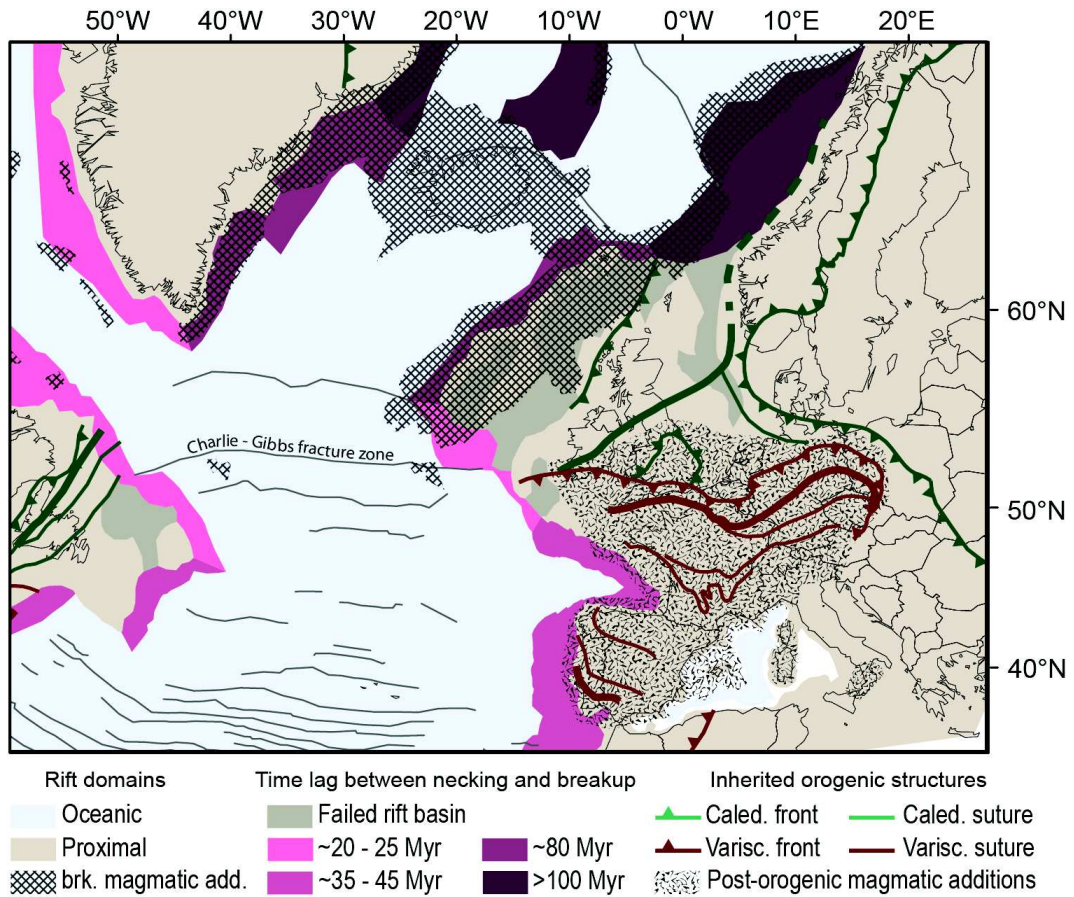 50°W 40°W 30°W 20°W 10°W 0°W 10°E 20°E
60°N
Charlie - Gibbs fracture zone
50°N
40°N
Rift domains Time lag between necking and breakup Inherited orogenic structures
Oceanic Failed rift basin Caled. front Caled. suture
Proximal ~20 - 25 Myr ~80 Myr Varisc. front Varisc. suture
brk. magmatic add. ~35 - 45 Myr >100 Myr Post-orogenic magmatic additions